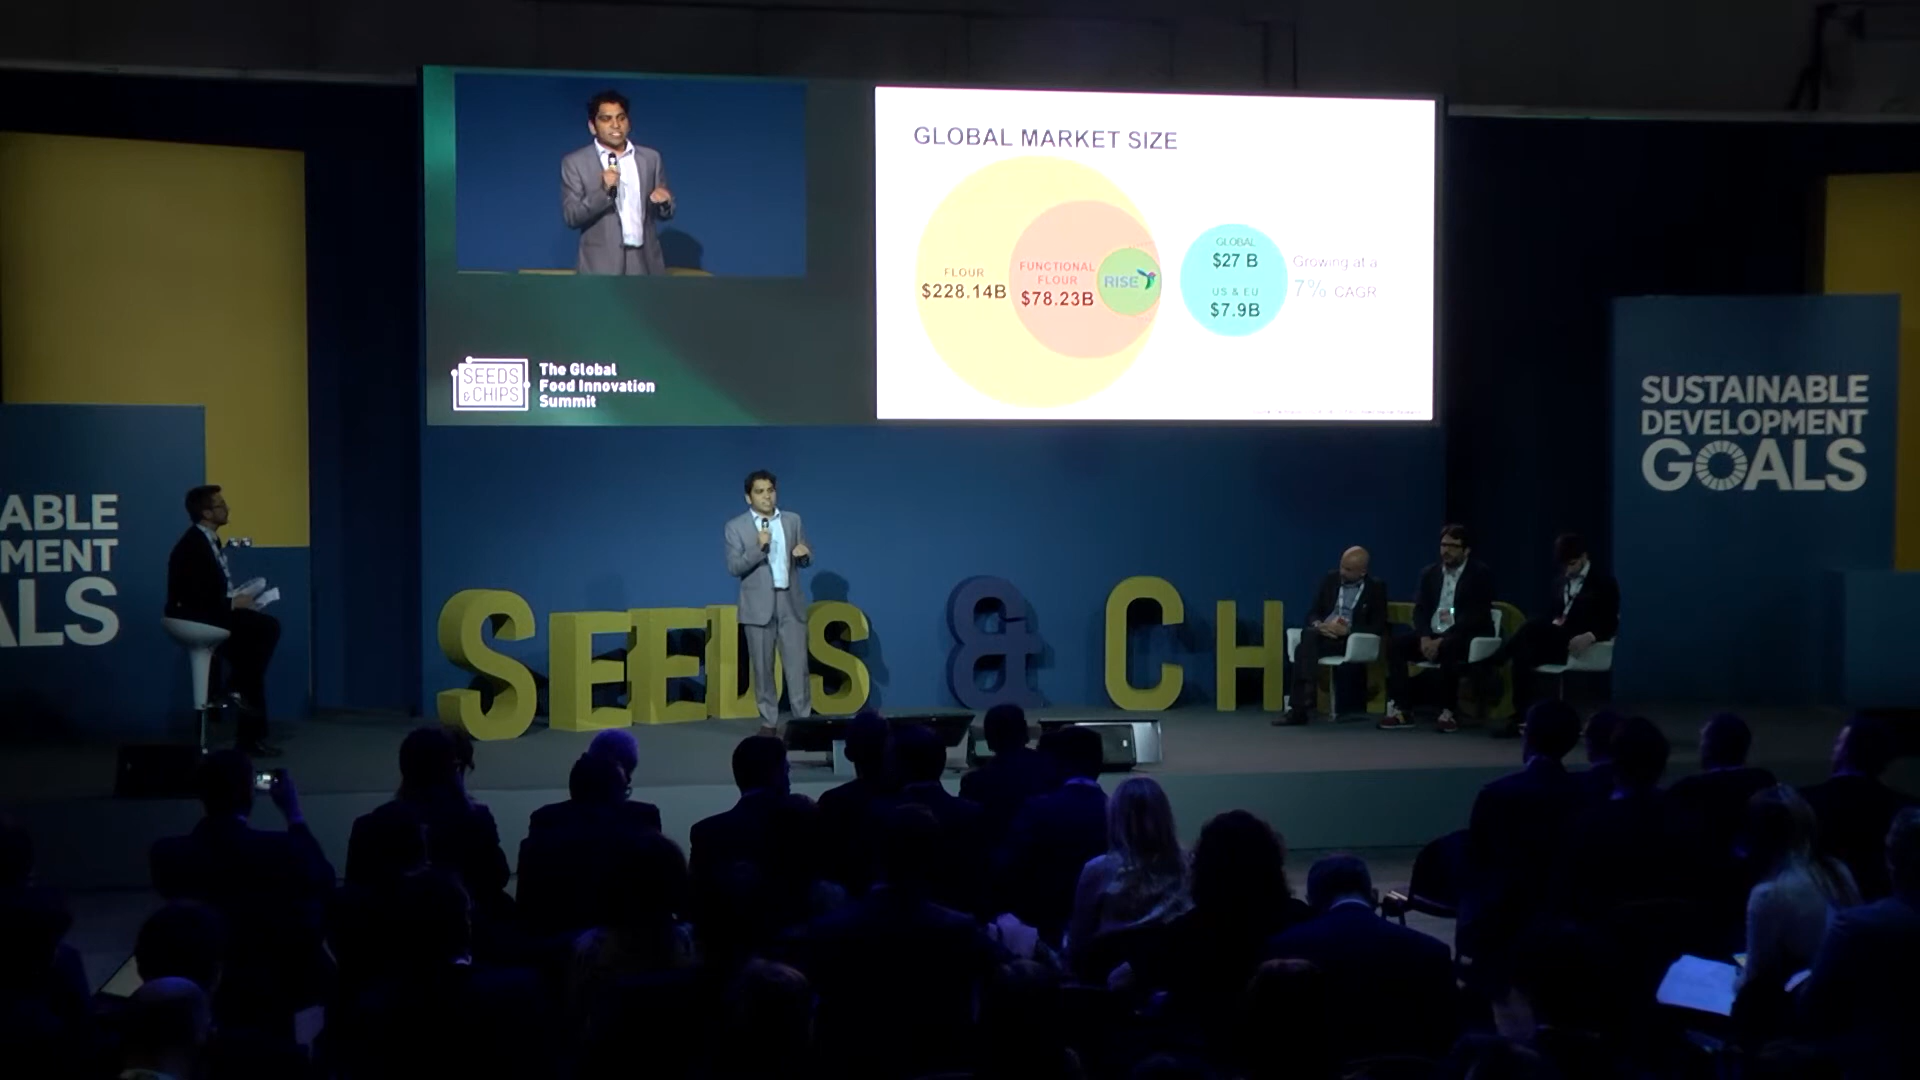 GLOBAL MARKET SIZE
FLOUR
$228.14B
FUNCTIONAL
FLOUR
$78.23B
RISE
GLOBAL
$27 B
US & EU
$7.9B
Growing at a
7% CAGR
SEEDS
& CHIPS
The Global
Food Innovation
Summit
SUSTAINABLE
DEVELOPMENT
GOALS
ABLE
MENT
ALS
SEEDS & CH